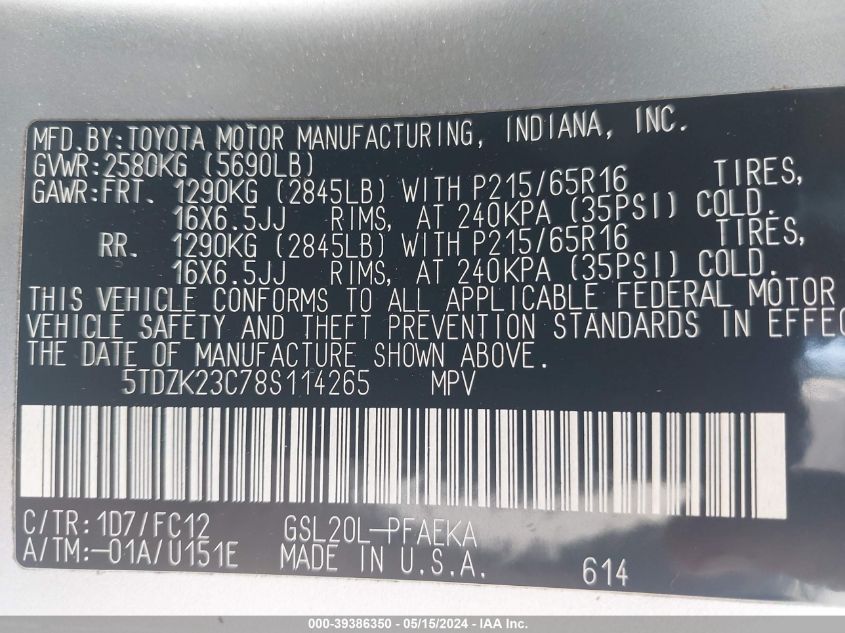 MFD.BY:TOYOTA MOTOR MANUFACTURING, INDIANA, INC.
GVWR:2580KG (5690LB)
GAWR:FRT. 1290KG (2845LB) WITH P215/65R16 TIRES,
16X6.5JJ RIMS, AT 240KPA (35PSI) COLD.
RR. 1290KG (2845LB) WITH P215/65R16 TIRES,
16X6.5JJ RIMS, AT 240KPA (35PSI) COLD.
THIS VEHICLE CONFORMS TO ALL APPLICABLE FEDERAL MOTOR
VEHICLE SAFETY AND THEFT PREVENTION STANDARDS IN EFFEC
THE DATE OF MANUFACTURE SHOWN ABOVE.
5TDZK23C78S114265 MPV
C/TR:1D7/FC12 GSL20L-PFAEKA
A/TM:-01A/U151E MADE IN U.S.A. 614
000-39386350 - 05/15/2024 - IAA Inc.